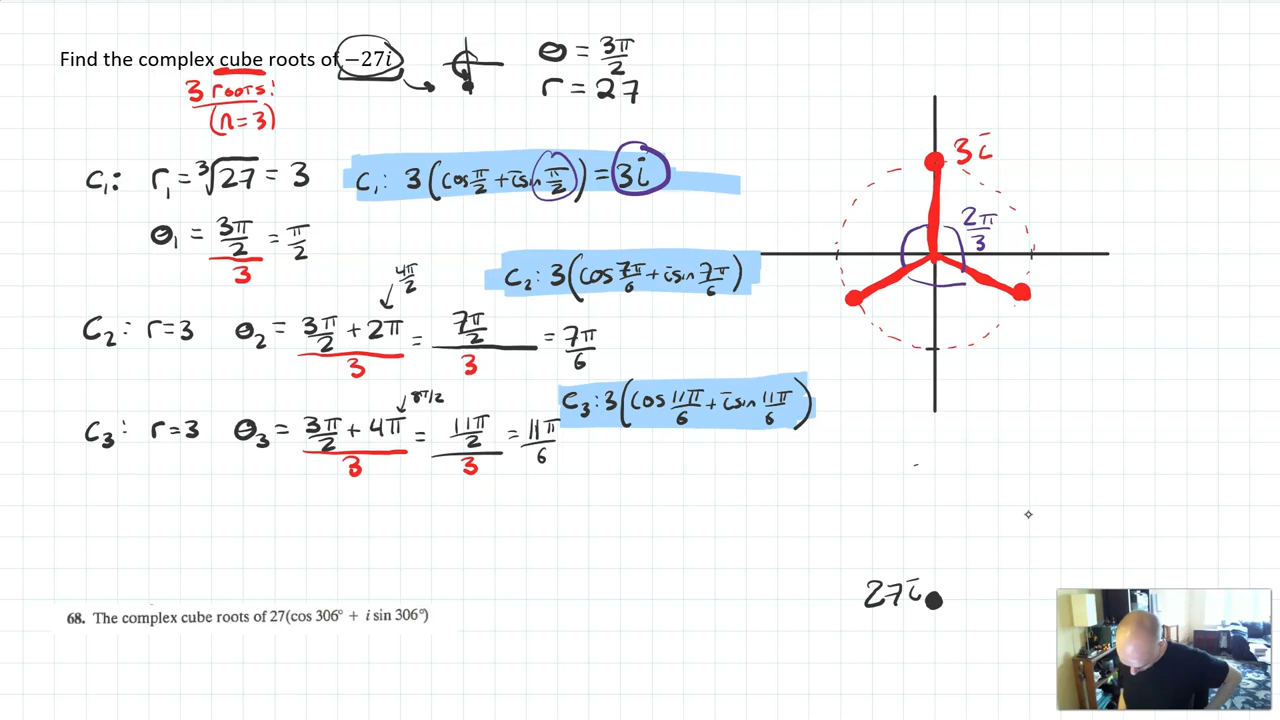 Find the complex cube roots of −27i
θ = 3π/2
r = 27
3 roots!
(n=3)
C₁: r₁ = ³√27 = 3
C₁: 3(cos π/2 + i sin π/2) = 3i
θ₁ = (3π/2)/3 = π/2
C₂: 3(cos 7π/6 + i sin 7π/6)
4π/2
C₂: r=3 θ₂ = (3π/2 + 2π)/3 = (7π/2)/3 = 7π/6
C₃: 3(cos 11π/6 + i sin 11π/6)
8π/2
C₃: r=3 θ₃ = (3π/2 + 4π)/3 = (11π/2)/3 = 11π/6
3i
2π/3
27i
68. The complex cube roots of 27(cos 306° + i sin 306°)